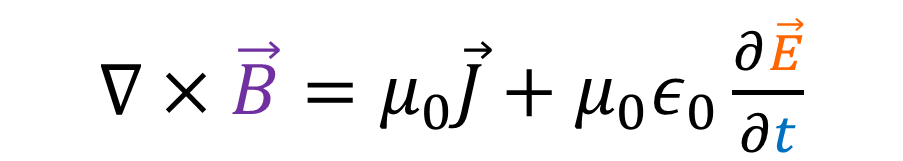 ∇ × B⃗ = μ₀J⃗ + μ₀ϵ₀ ∂E⃗/∂t